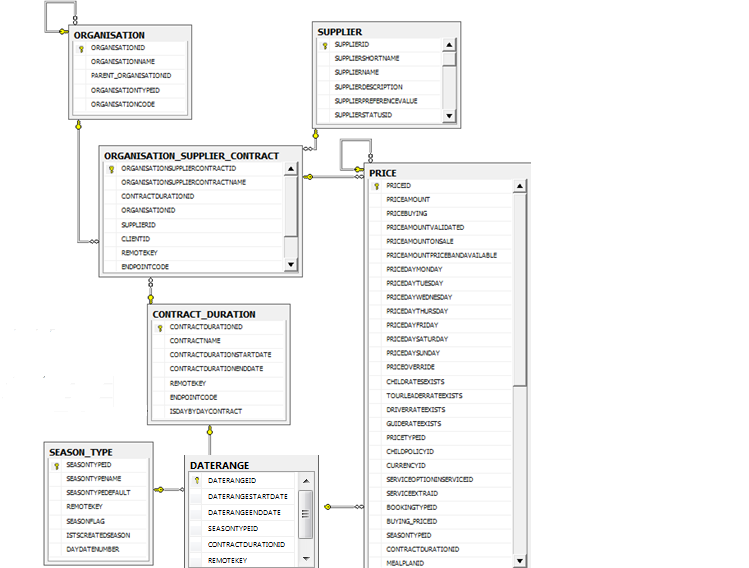 ORGANISATION
ORGANISATIONID
ORGANISATIONNAME
PARENT_ORGANISATIONID
ORGANISATIONTYPEID
ORGANISATIONCODE
SUPPLIER
SUPPLIERID
SUPPLIERSHORTNAME
SUPPLIERNAME
SUPPLIERDESCRIPTION
SUPPLIERPREFERENCEVALUE
SUPPLIERSTATUSID
ORGANISATION_SUPPLIER_CONTRACT
ORGANISATIONSUPPLIERCONTRACTID
ORGANISATIONSUPPLIERCONTRACTNAME
CONTRACTDURATIONID
ORGANISATIONID
SUPPLIERID
CLIENTID
REMOTEKEY
ENDPOINTCODE
PRICE
PRICEID
PRICEAMOUNT
PRICEBUYING
PRICEAMOUNTVALIDATED
PRICEAMOUNTONSALE
PRICEAMOUNTPRICEBANDAVAILABLE
PRICEDAYMONDAY
PRICEDAYTUESDAY
PRICEDAYWEDNESDAY
PRICEDAYTHURSDAY
PRICEDAYFRIDAY
PRICEDAYSATURDAY
PRICEDAYSUNDAY
PRICEOVERRIDE
CHILDRATESEXISTS
TOURLEADERRATEEXISTS
DRIVERRATEEXISTS
GUIDERATEEXISTS
PRICETYPEID
CHILDPOLICYID
CURRENCYID
SERVICEOPTIONINSERVICEID
SERVICEEXTRAID
BOOKINGTYPEID
BUYING_PRICEID
SEASONTYPEID
CONTRACTDURATIONID
MEALPLANID
CONTRACT_DURATION
CONTRACTDURATIONID
CONTRACTNAME
CONTRACTDURATIONSTARTDATE
CONTRACTDURATIONENDDATE
REMOTEKEY
ENDPOINTCODE
ISDAYBYDAYCONTRACT
SEASON_TYPE
SEASONTYPEID
SEASONTYPENAME
SEASONTYPEDEFAULT
REMOTEKEY
SEASONFLAG
ISTSCREATEDSEASON
DAYDATENUMBER
DATERANGE
DATERANGEID
DATERANGESTARTDATE
DATERANGEENDDATE
SEASONTYPEID
CONTRACTDURATIONID
REMOTEKEY